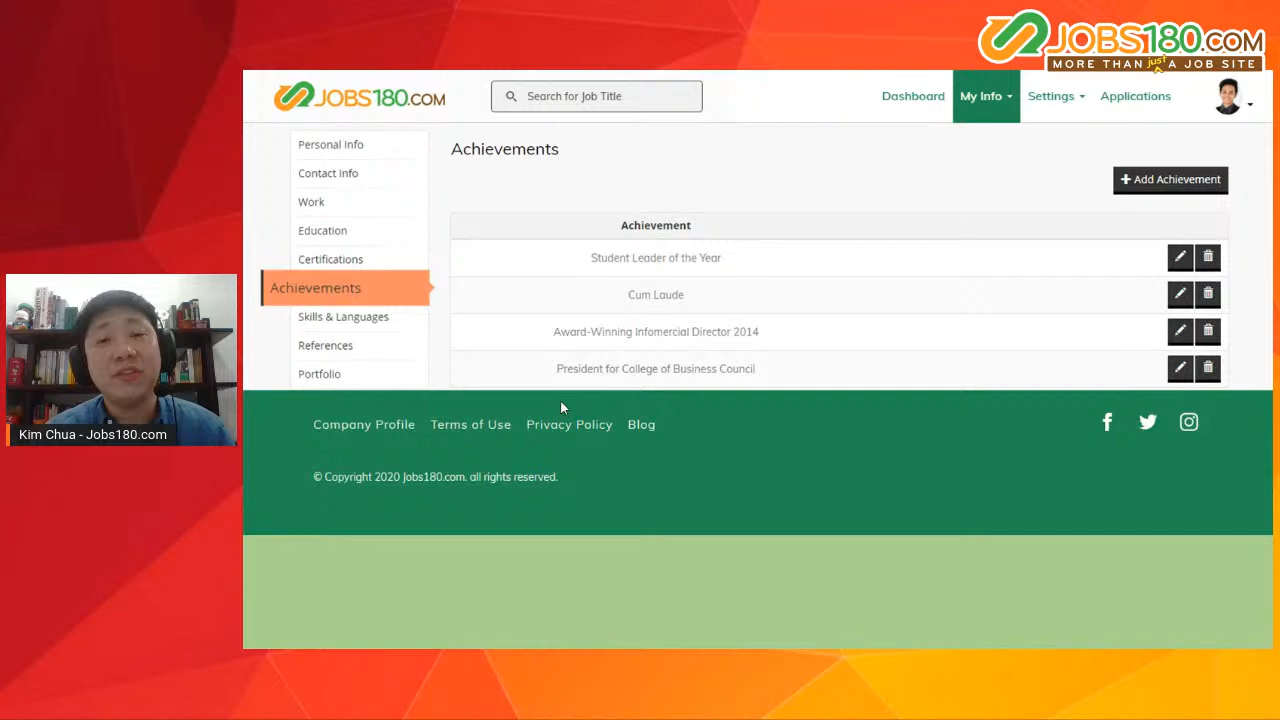 JOBS180.COM
MORE THAN just A JOB SITE
JOBS180.COM
Search for Job Title
Dashboard
My Info
Settings
Applications
Personal Info
Contact Info
Work
Education
Certifications
Achievements
Skills & Languages
References
Portfolio
Achievements
+ Add Achievement
Achievement
Student Leader of the Year
Cum Laude
Award-Winning Infomercial Director 2014
President for College of Business Council
Kim Chua - Jobs180.com
Company Profile
Terms of Use
Privacy Policy
Blog
© Copyright 2020 Jobs180.com. all rights reserved.